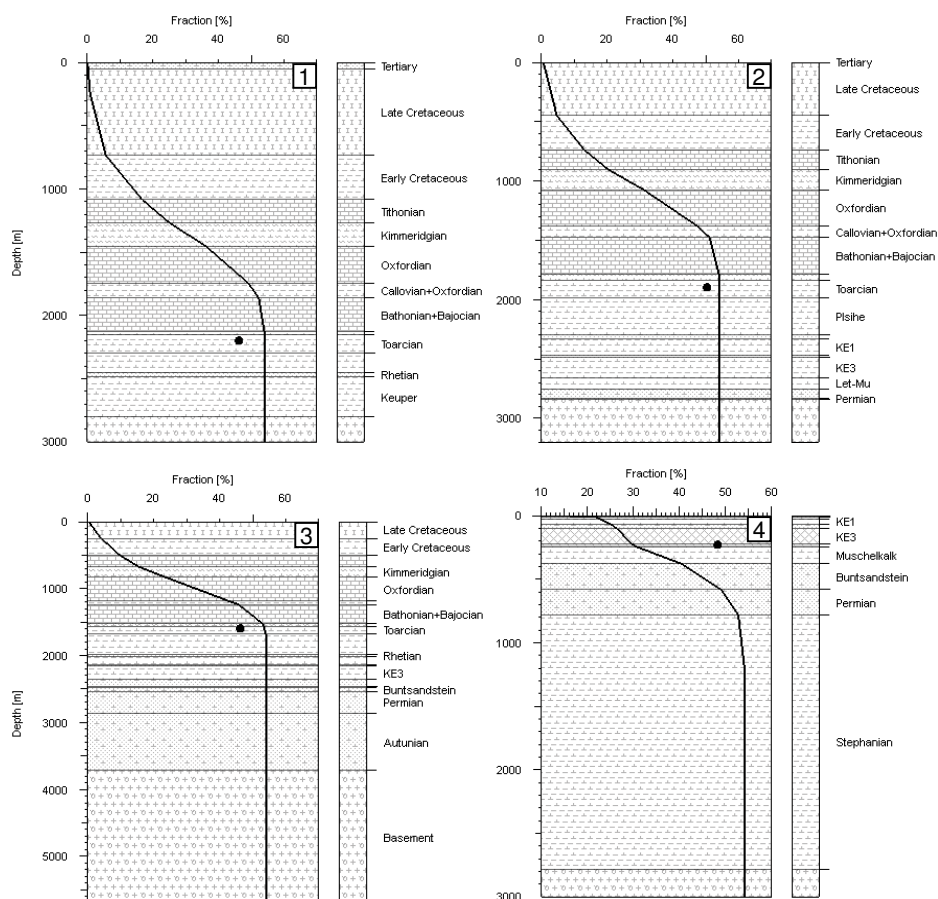 Fraction [%]
0 20 40 60
1
Depth [m]
0
1000
2000
3000
Tertiary
Late Cretaceous
Early Cretaceous
Tithonian
Kimmeridgian
Oxfordian
Callovian+Oxfordian
Bathonian+Bajocian
Toarcian
Rhetian
Keuper
Fraction [%]
0 20 40 60
2
0
1000
2000
3000
Tertiary
Late Cretaceous
Early Cretaceous
Tithonian
Kimmeridgian
Oxfordian
Callovian+Oxfordian
Bathonian+Bajocian
Toarcian
Plsihe
KE1
KE3
Let-Mu
Permian
Fraction [%]
0 20 40 60
3
Depth [m]
0
1000
2000
3000
4000
5000
Late Cretaceous
Early Cretaceous
Kimmeridgian
Oxfordian
Bathonian+Bajocian
Toarcian
Rhetian
KE3
Buntsandstein
Permian
Autunian
Basement
Fraction [%]
10 20 30 40 50 60
4
0
1000
2000
3000
KE1
KE3
Muschelkalk
Buntsandstein
Permian
Stephanian